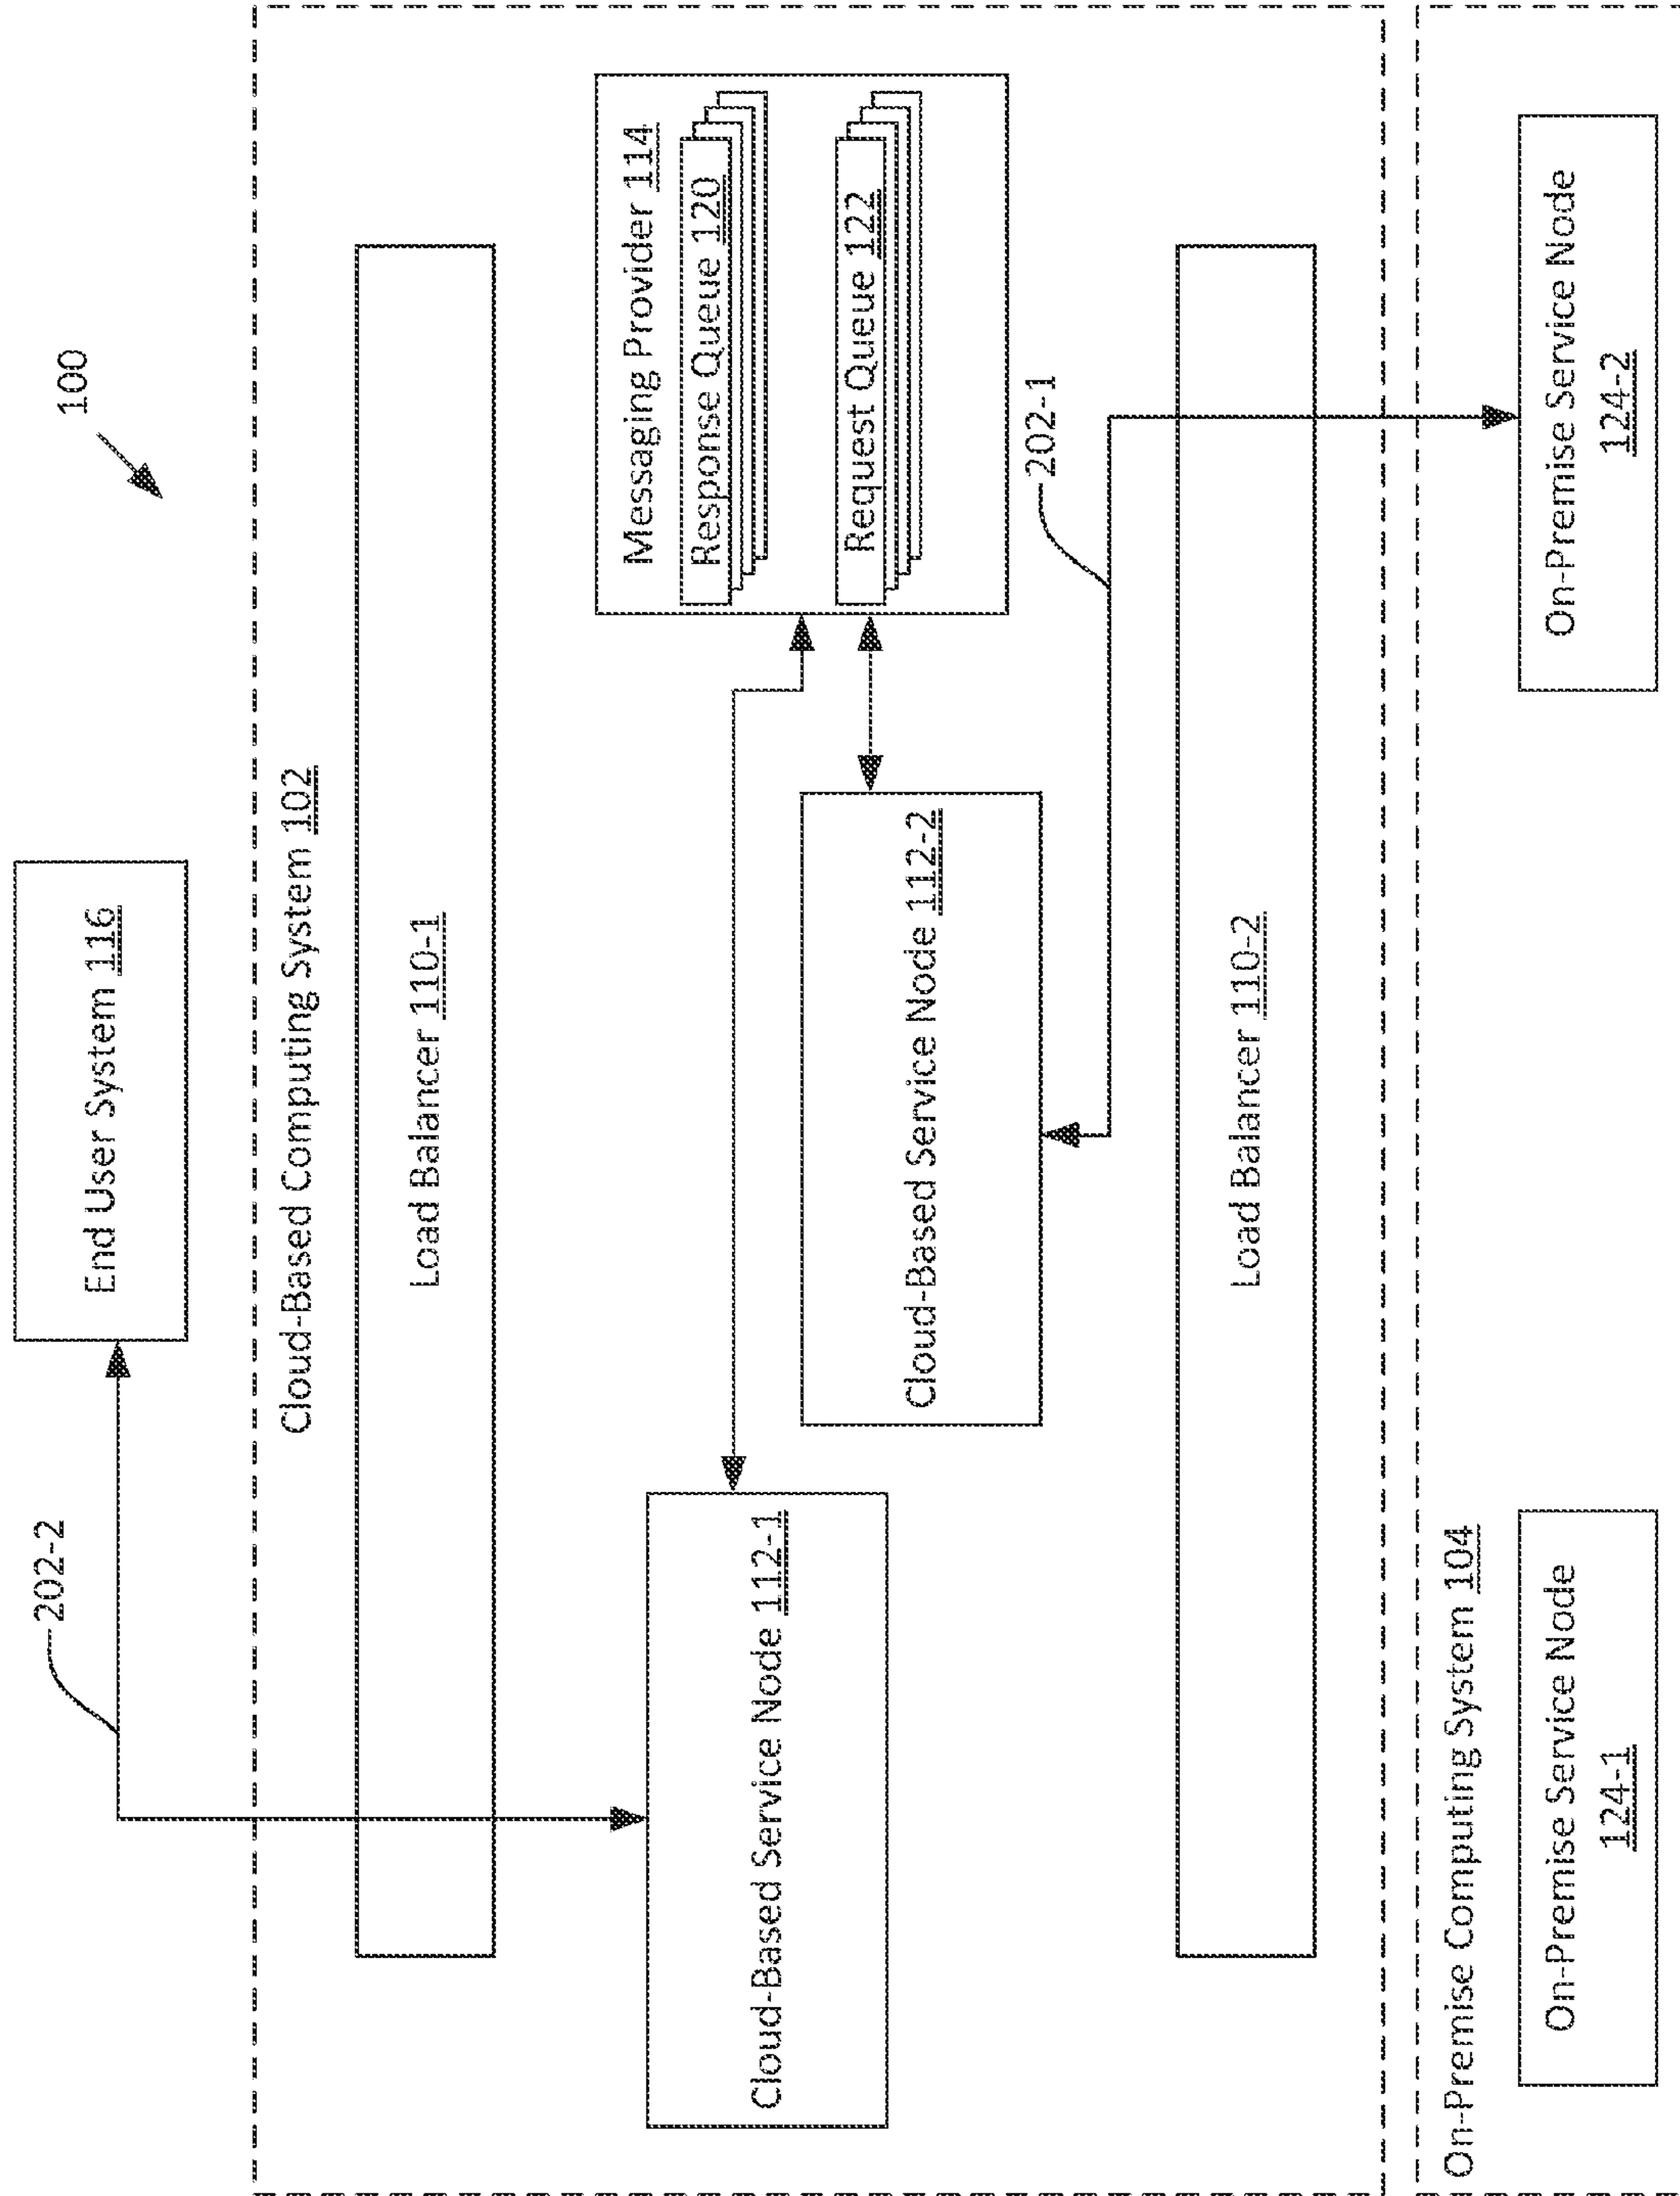 100
202-2
End User System 116
Cloud-Based Computing System 102
Load Balancer 110-1
Messaging Provider 114
Response Queue 120
Request Queue 122
Cloud-Based Service Node 112-1
Cloud-Based Service Node 112-2
202-1
Load Balancer 110-2
On-Premise Computing System 104
On-Premise Service Node
124-1
On-Premise Service Node
124-2